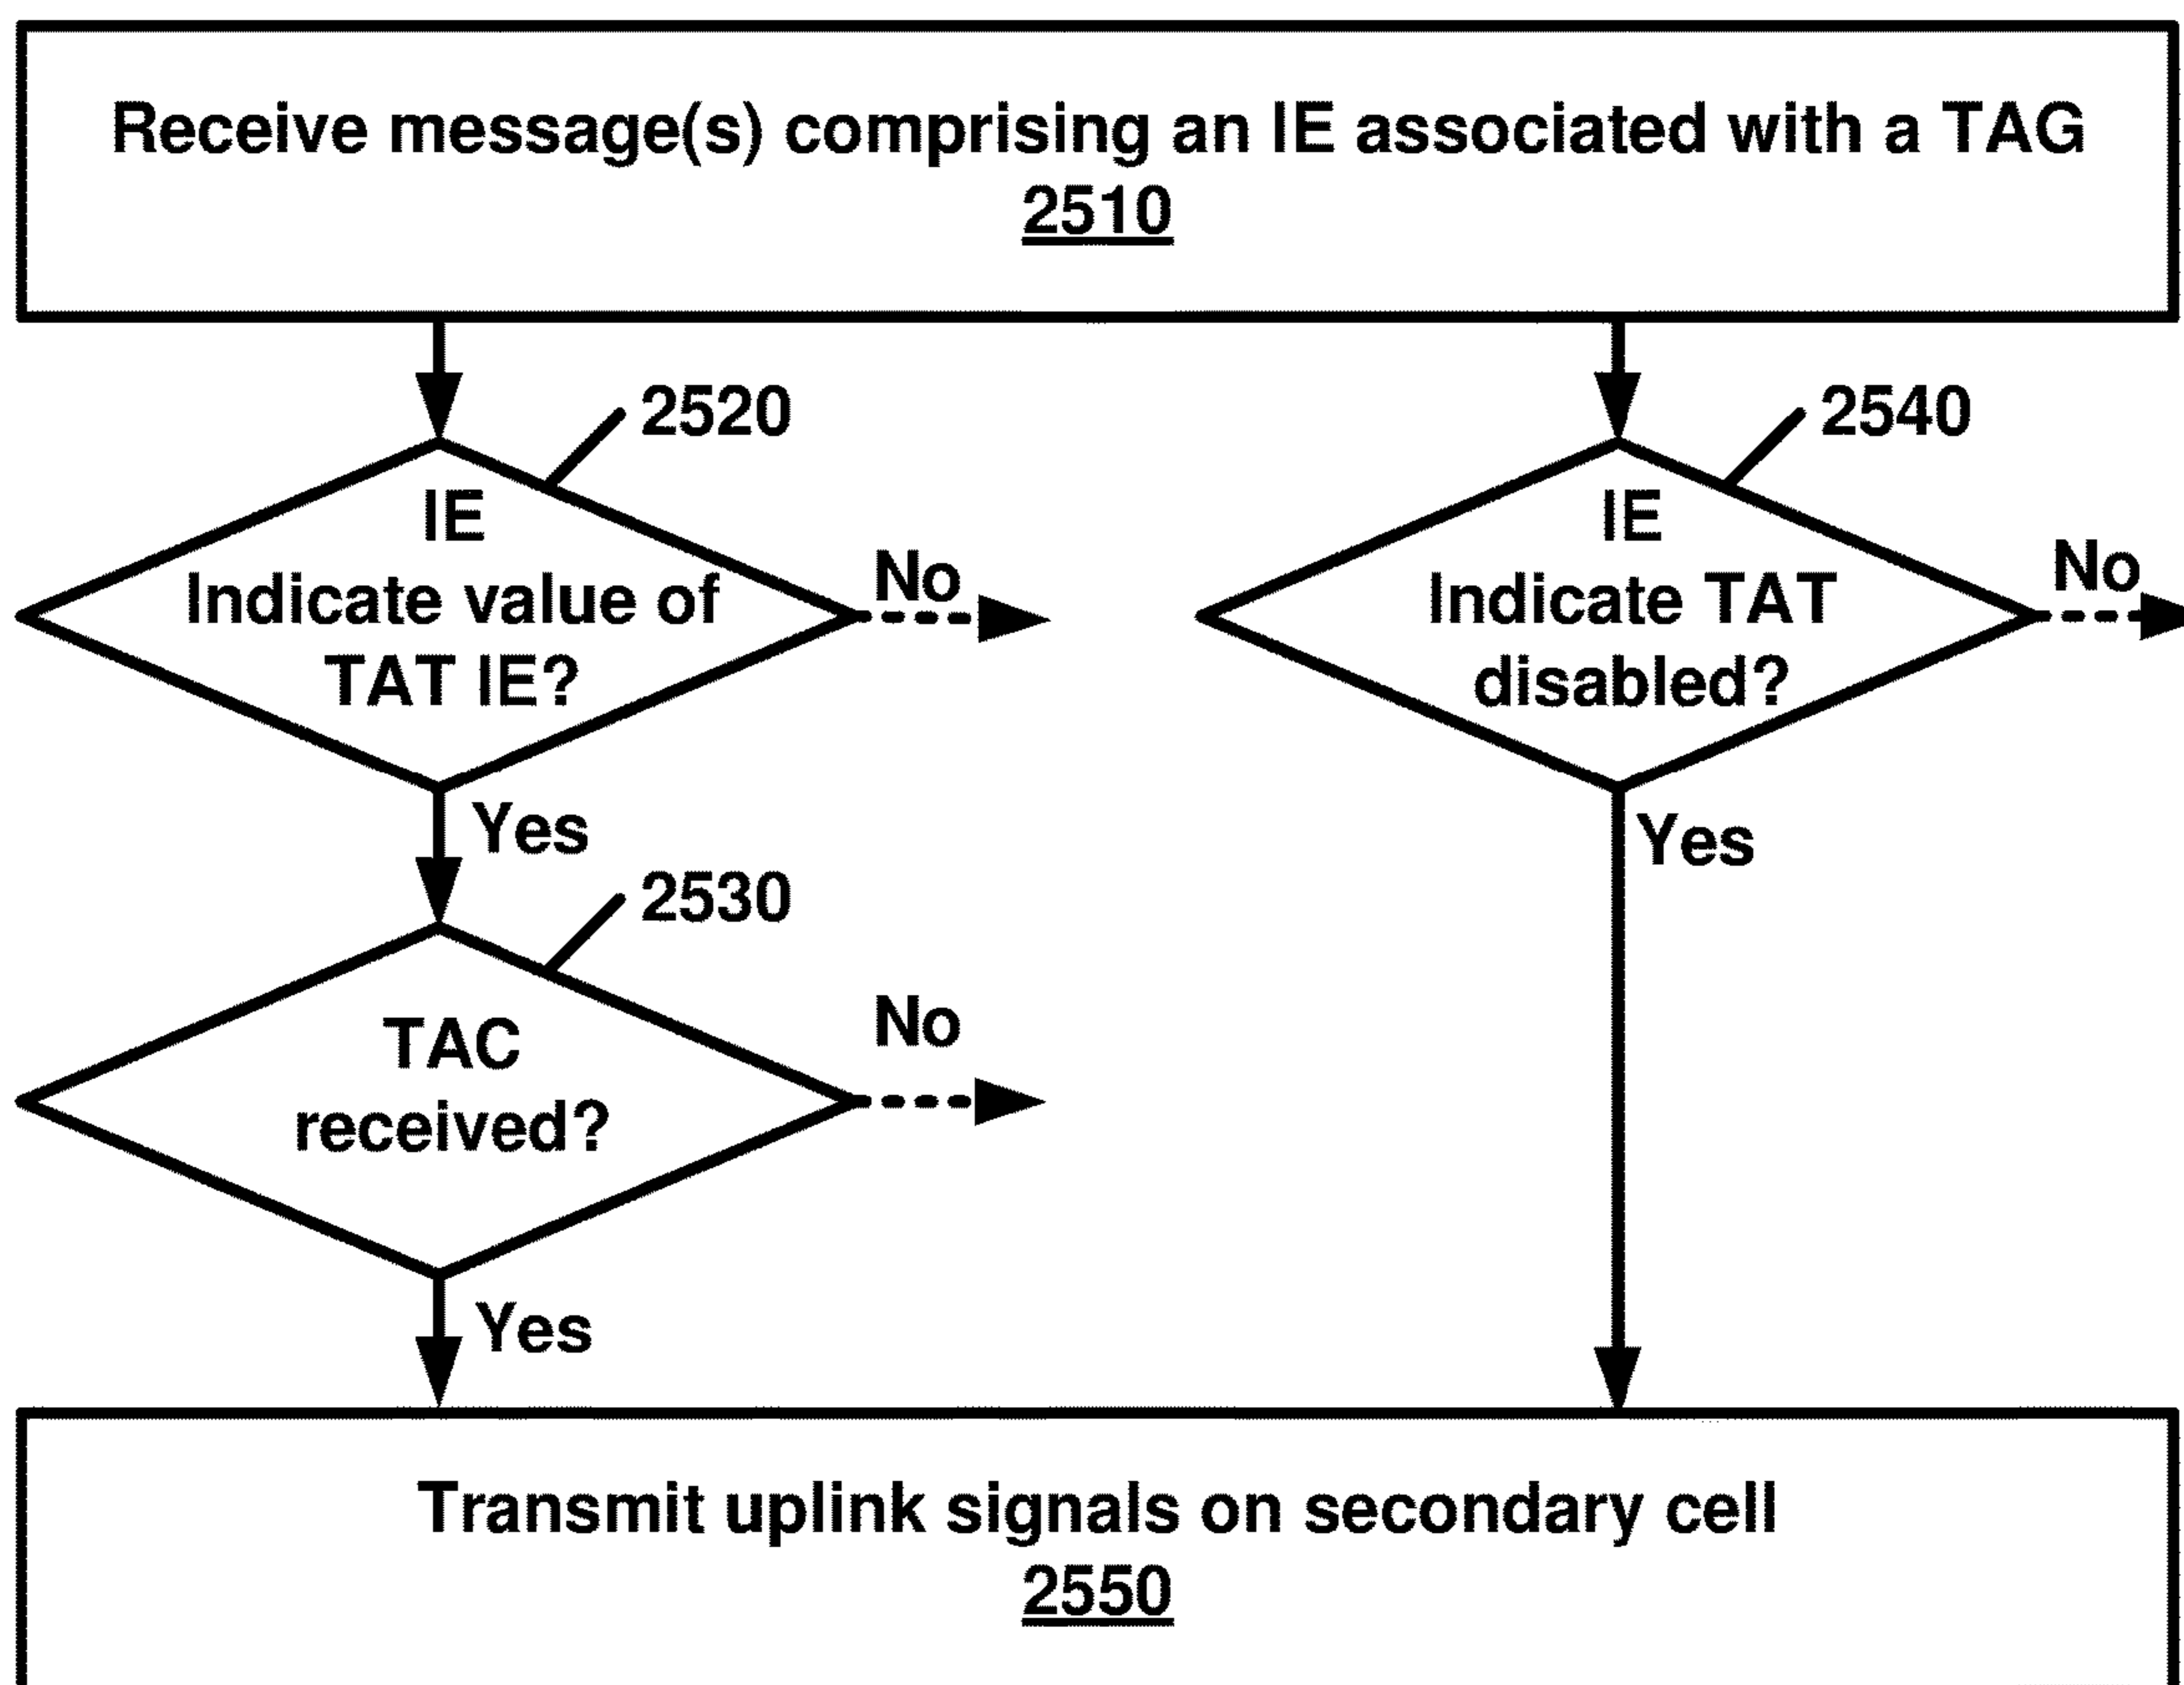 Receive message(s) comprising an IE associated with a TAG
2510
2520
IE
Indicate value of
TAT IE?
No
Yes
2540
IE
Indicate TAT
disabled?
No
Yes
2530
TAC
received?
No
Yes
Transmit uplink signals on secondary cell
2550